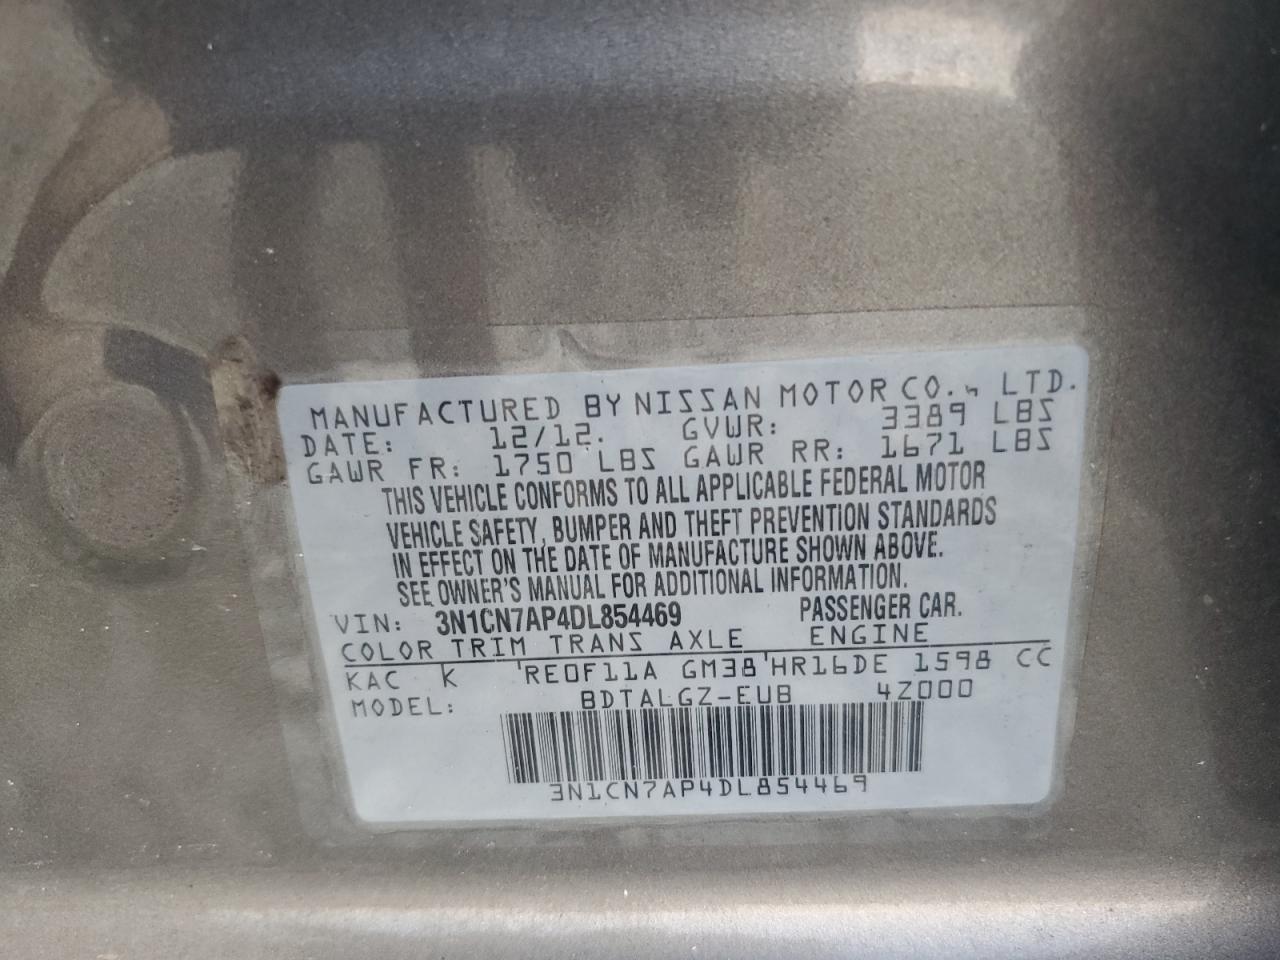 MANUFACTURED BY NISSAN MOTOR CO., LTD.
DATE: 12/12. GVWR: 3389 LBS
GAWR FR: 1750 LBS GAWR RR: 1671 LBS
THIS VEHICLE CONFORMS TO ALL APPLICABLE FEDERAL MOTOR
VEHICLE SAFETY, BUMPER AND THEFT PREVENTION STANDARDS
IN EFFECT ON THE DATE OF MANUFACTURE SHOWN ABOVE.
SEE OWNER'S MANUAL FOR ADDITIONAL INFORMATION.
VIN: 3N1CN7AP4DL854469 PASSENGER CAR.
COLOR TRIM TRANS AXLE ENGINE
KAC K 'RE0F11A GM38'HR16DE 1598 CC
MODEL: BDTALGZ-EUB 4Z000
3N1CN7AP4DL854469